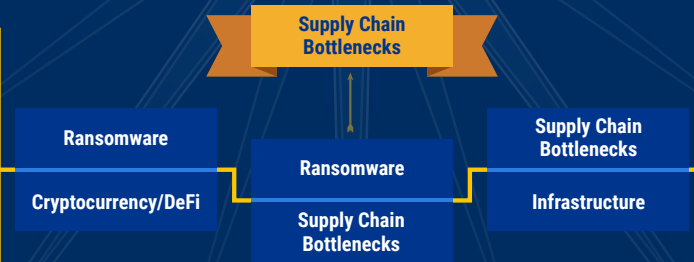 Supply Chain
Bottlenecks
Ransomware
Cryptocurrency/DeFi
Ransomware
Supply Chain
Bottlenecks
Supply Chain
Bottlenecks
Infrastructure